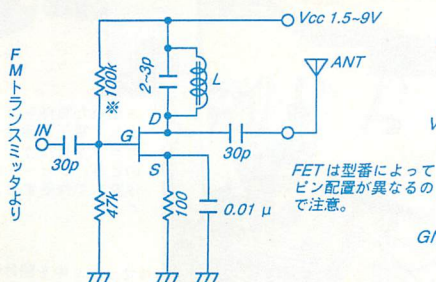 Vcc 1.5~9V
ANT
FMトランスミッタより
※100k
2~3p
L
D
IN
G
30p
30p
S
FETは型番によって
ピン配置が異なるの
で注意。
47k
100
0.01 μ
V